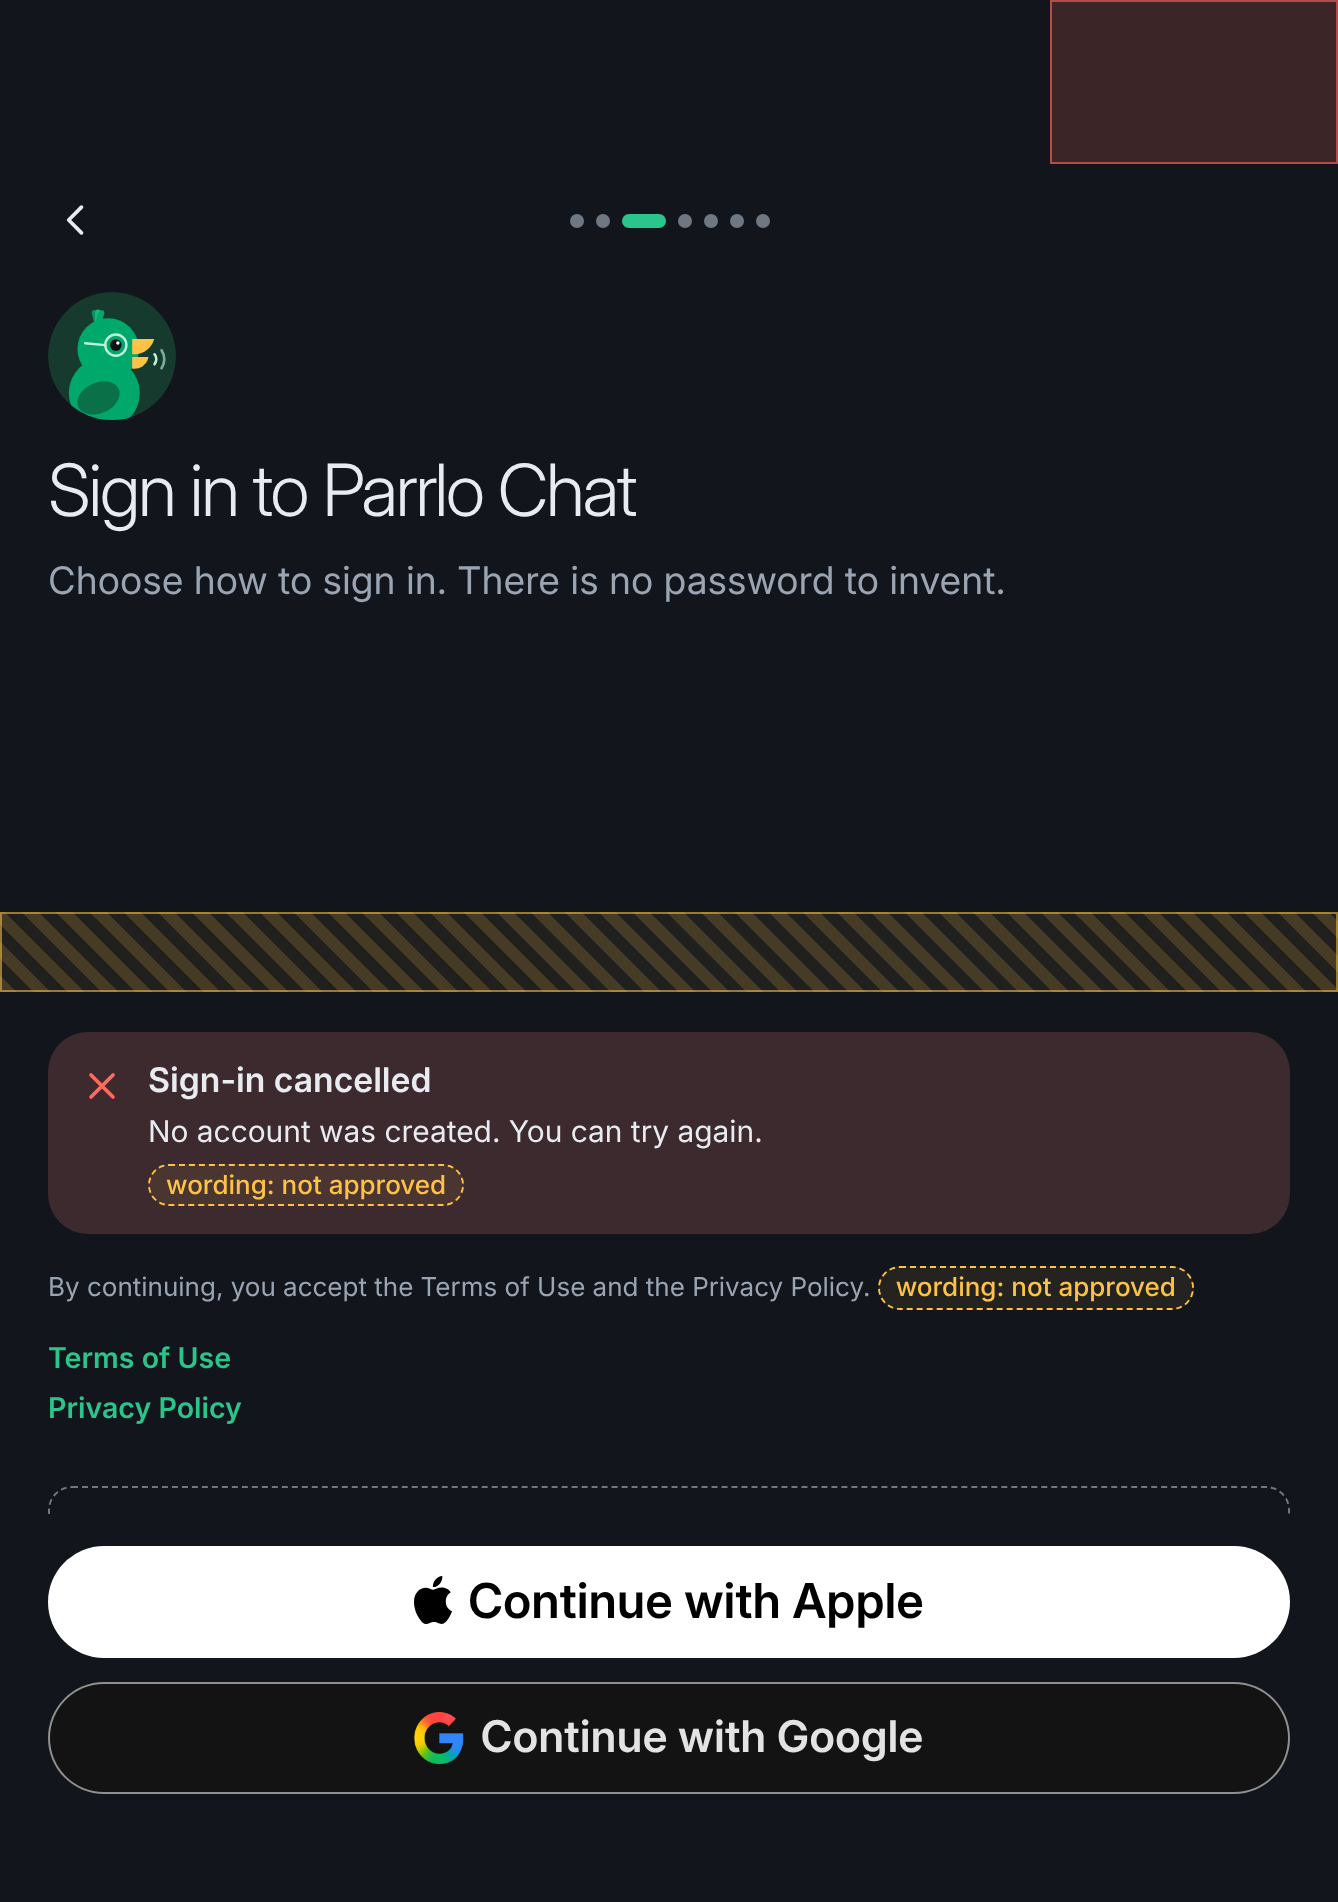 Sign in to Parrlo Chat
Choose how to sign in. There is no password to invent.
Sign-in cancelled
No account was created. You can try again.
wording: not approved
By continuing, you accept the Terms of Use and the Privacy Policy. wording: not approved
Terms of Use
Privacy Policy
Continue with Apple
Continue with Google